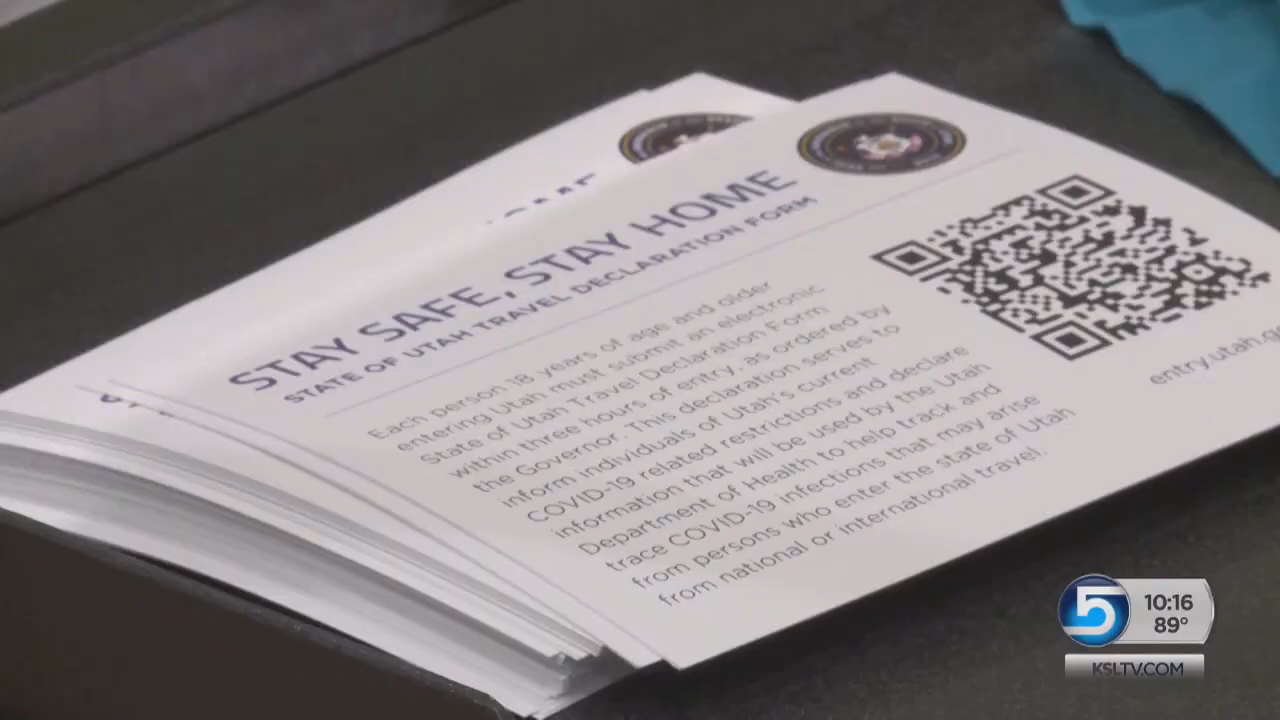 STAY SAFE, STAY HOME
STATE OF UTAH TRAVEL DECLARATION FORM
Each person 18 years of age and older
entering Utah must submit an electronic
State of Utah Travel Declaration Form
within three hours of entry, as ordered by
the Governor. This declaration serves to
inform individuals of Utah's current
COVID-19 related restrictions and declare
information that will be used by the Utah
Department of Health to help track and
trace COVID-19 infections that may arise
from persons who enter the state of Utah
from national or international travel.
entry.utah.g
5
10:16
89°
KSLTV.COM